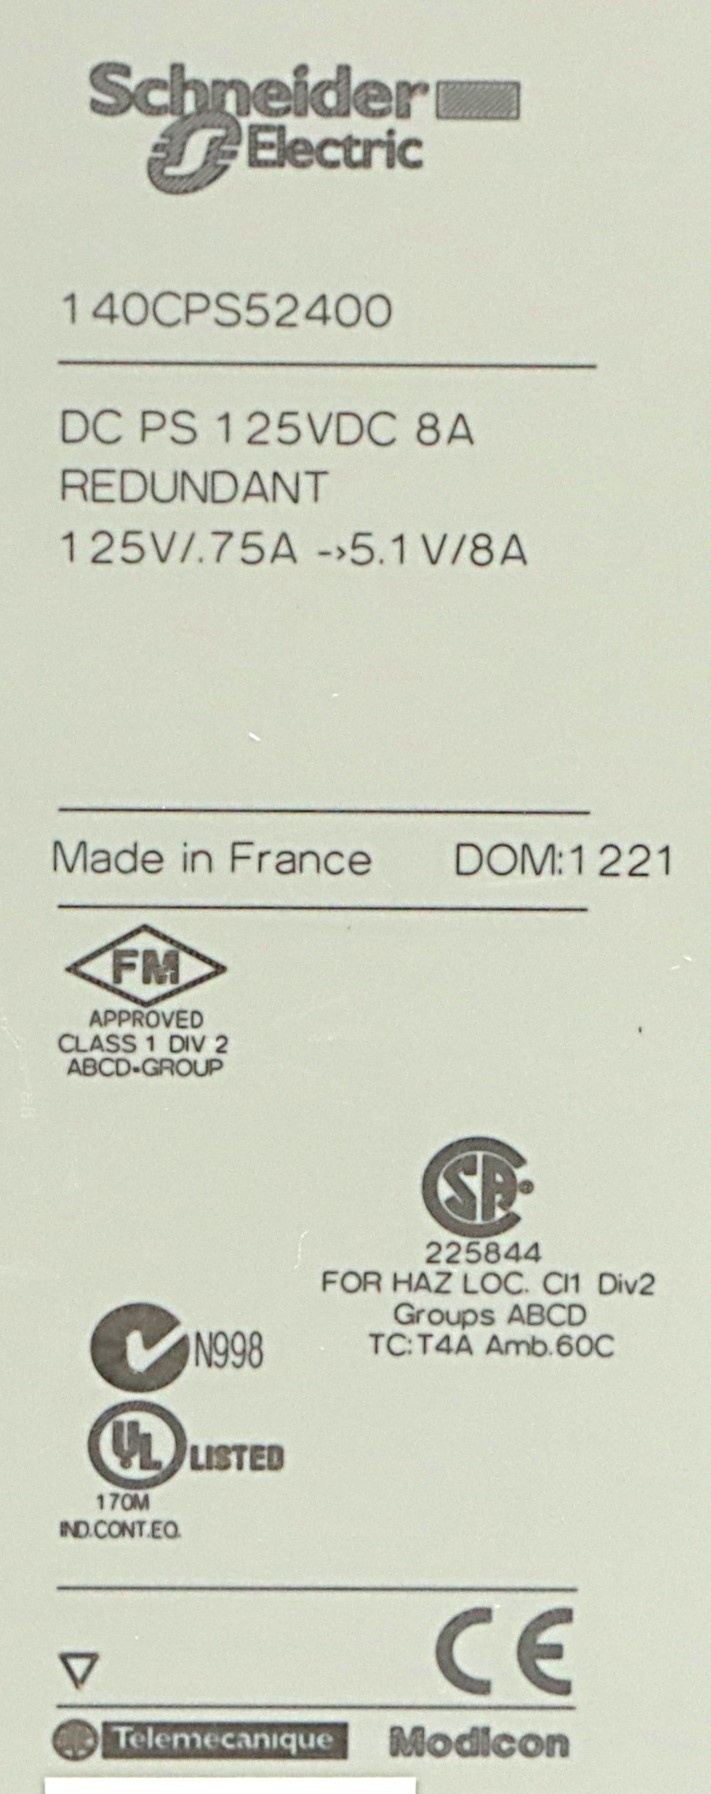 Schneider
Electric
140CPS52400
DC PS 125VDC 8A
REDUNDANT
125V/.75A ->5.1V/8A
Made in France DOM:1221
FM
APPROVED
CLASS 1 DIV 2
ABCD-GROUP
SA
225844
FOR HAZ LOC. Cl1 Div2
Groups ABCD
TC:T4A Amb.60C
N998
UL LISTED
170M
IND.CONT.EQ.
CE
Telemecanique Modicon